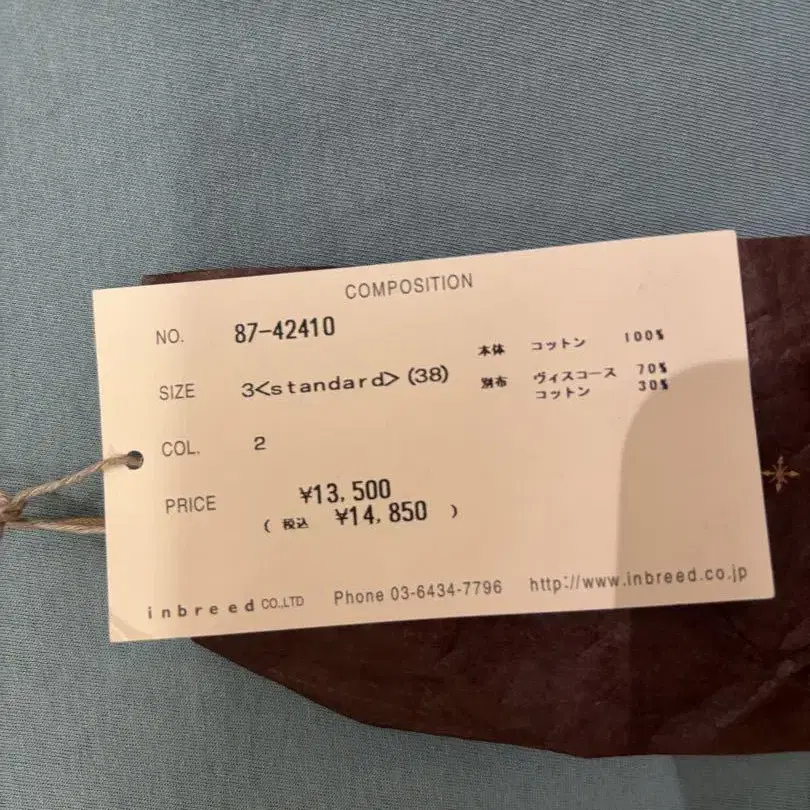 COMPOSITION
NO. 87-42410
本体 コットン 100%
SIZE 3<standard>(38)
別布 ヴィスコース 70%
コットン 30%
COL. 2
PRICE ¥13,500
( 税込 ¥14,850 )
inbreed CO.,LTD Phone 03-6434-7796 http://www.inbreed.co.jp